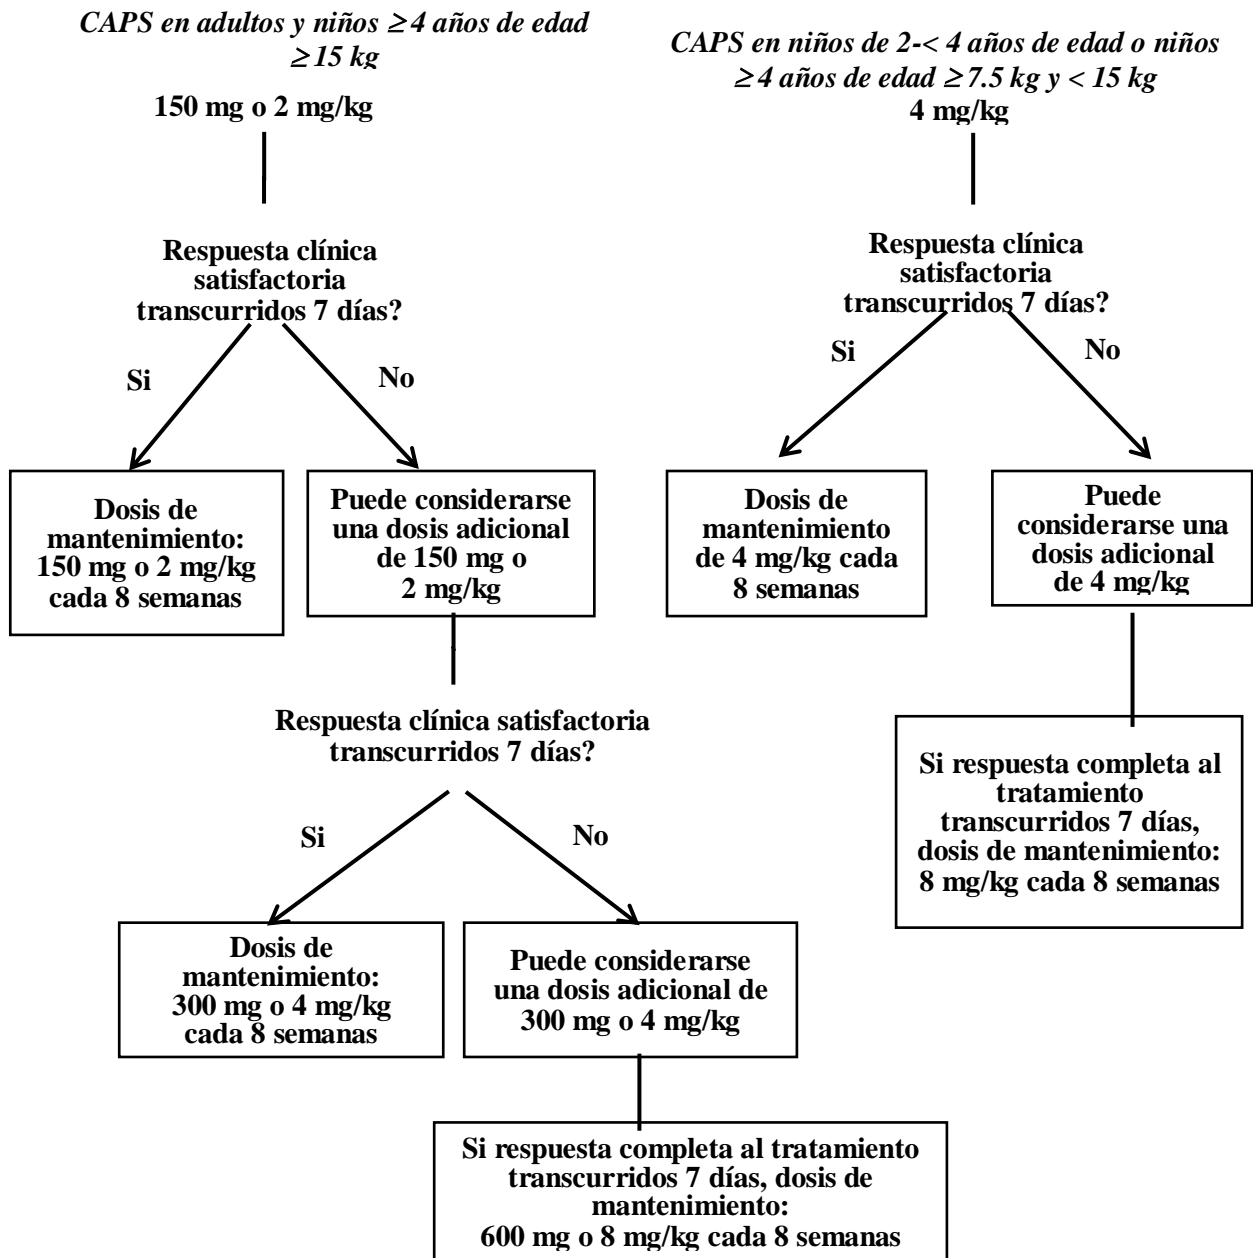 CAPS en adultos y niños ≥4 años de edad
≥15 kg
150 mg o 2 mg/kg
Respuesta clínica
satisfactoria
transcurridos 7 días?
Si
No
Dosis de
mantenimiento:
150 mg o 2 mg/kg
cada 8 semanas
Puede considerarse
una dosis adicional
de 150 mg o
2 mg/kg
Respuesta clínica satisfactoria
transcurridos 7 días?
Si
No
Dosis de
mantenimiento:
300 mg o 4 mg/kg
cada 8 semanas
Puede considerarse
una dosis adicional de
300 mg o 4 mg/kg
Si respuesta completa al tratamiento
transcurridos 7 días, dosis de
mantenimiento:
600 mg o 8 mg/kg cada 8 semanas
CAPS en niños de 2-< 4 años de edad o niños
≥4 años de edad ≥7.5 kg y < 15 kg
4 mg/kg
Respuesta clínica
satisfactoria
transcurridos 7 días?
Si
No
Dosis de
mantenimiento
de 4 mg/kg cada
8 semanas
Puede
considerarse una
dosis adicional
de 4 mg/kg
Si respuesta completa al
tratamiento
transcurridos 7 días,
dosis de mantenimiento:
8 mg/kg cada 8 semanas